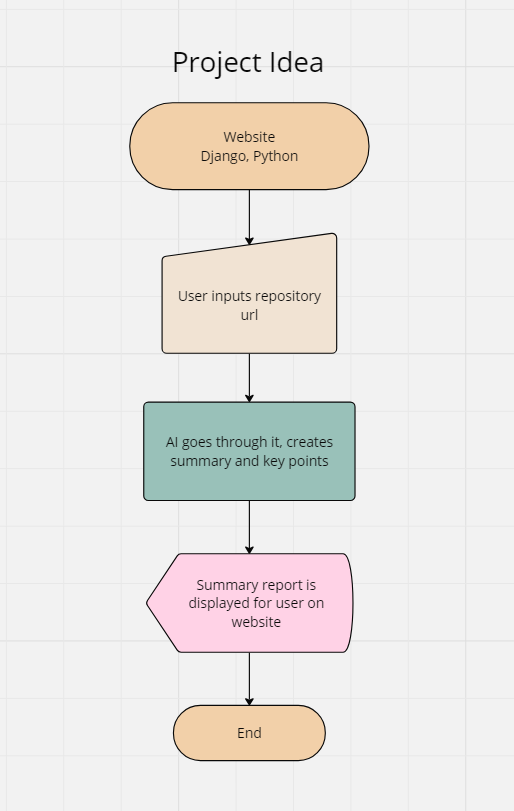 Project Idea
Website
Django, Python
User inputs repository
url
AI goes through it, creates
summary and key points
Summary report is
displayed for user on
website
End